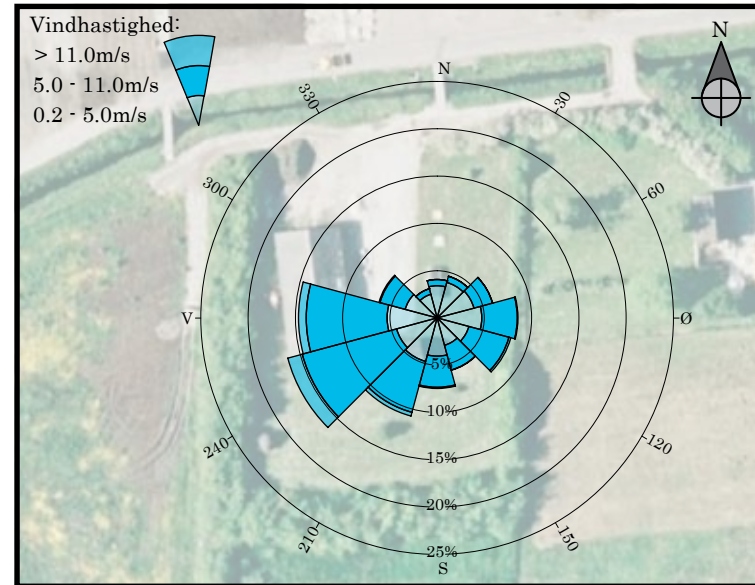 Vindhastighed:
> 11.0m/s
5.0 - 11.0m/s
0.2 - 5.0m/s
N
N
330
30
300
60
V
Ø
5%
10%
240
120
15%
20%
210
150
25%
S